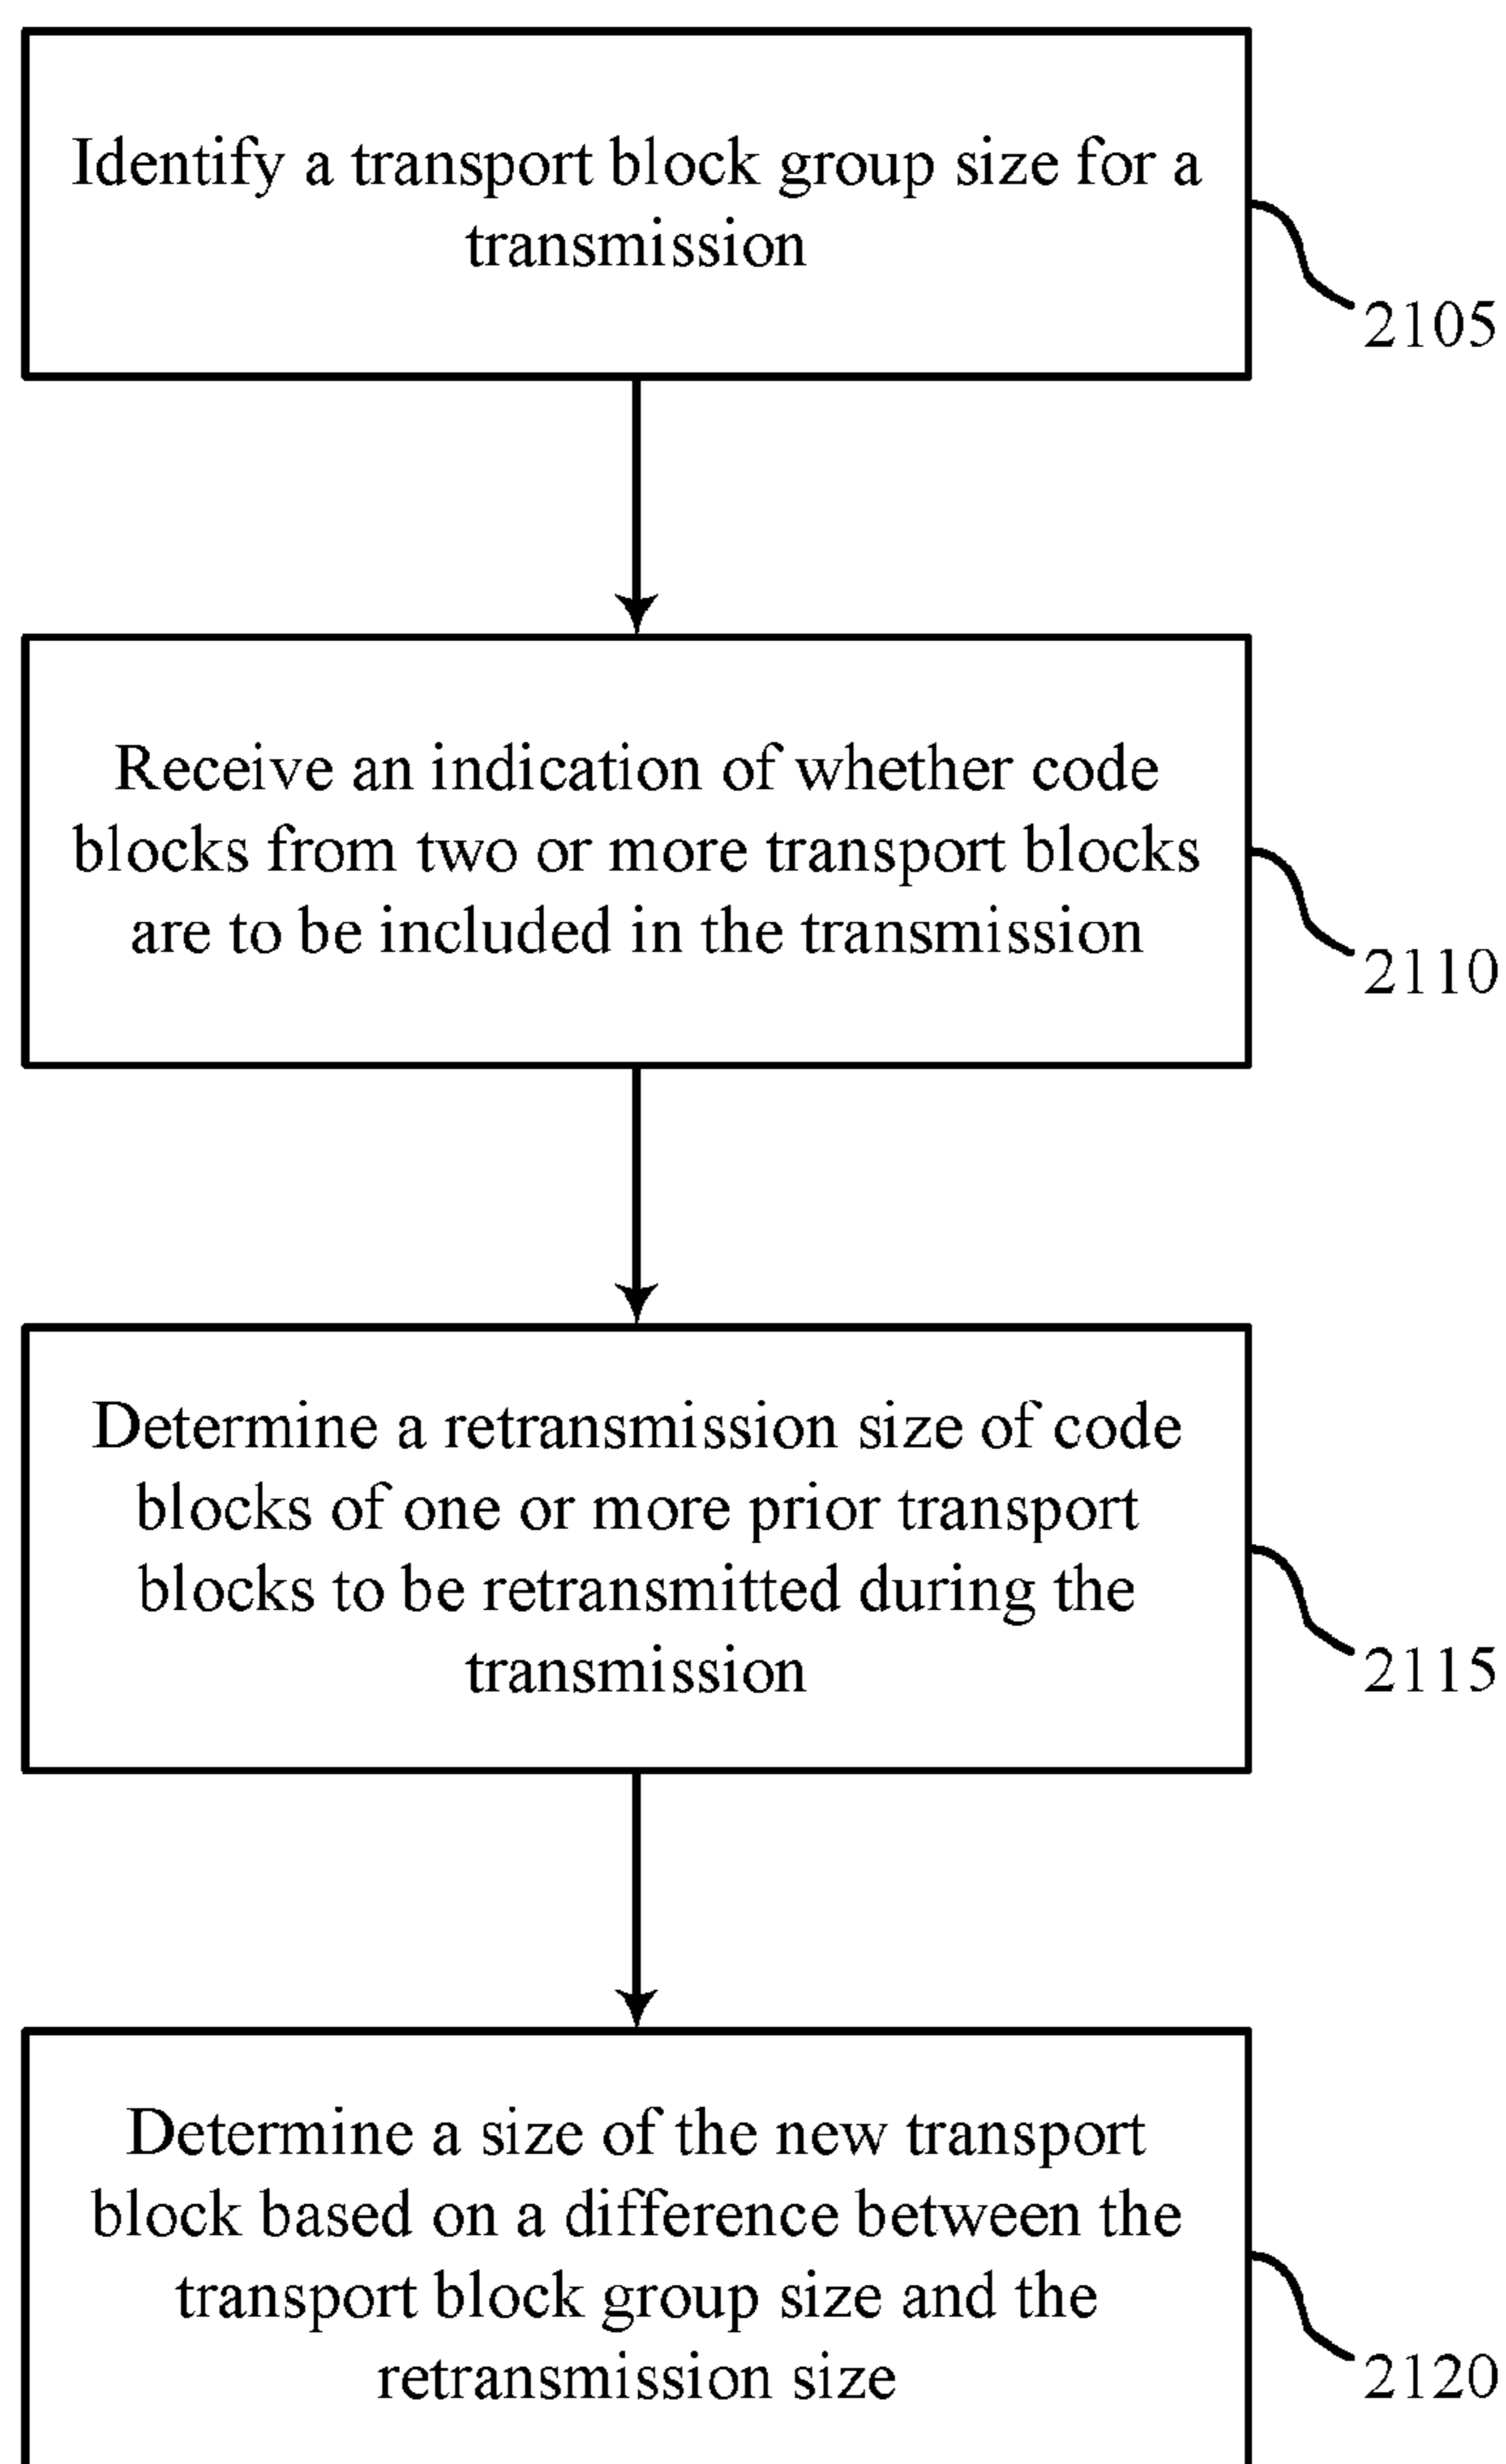 Identify a transport block group size for a
transmission
2105
Receive an indication of whether code
blocks from two or more transport blocks
are to be included in the transmission
2110
Determine a retransmission size of code
blocks of one or more prior transport
blocks to be retransmitted during the
transmission
2115
Determine a size of the new transport
block based on a difference between the
transport block group size and the
retransmission size
2120